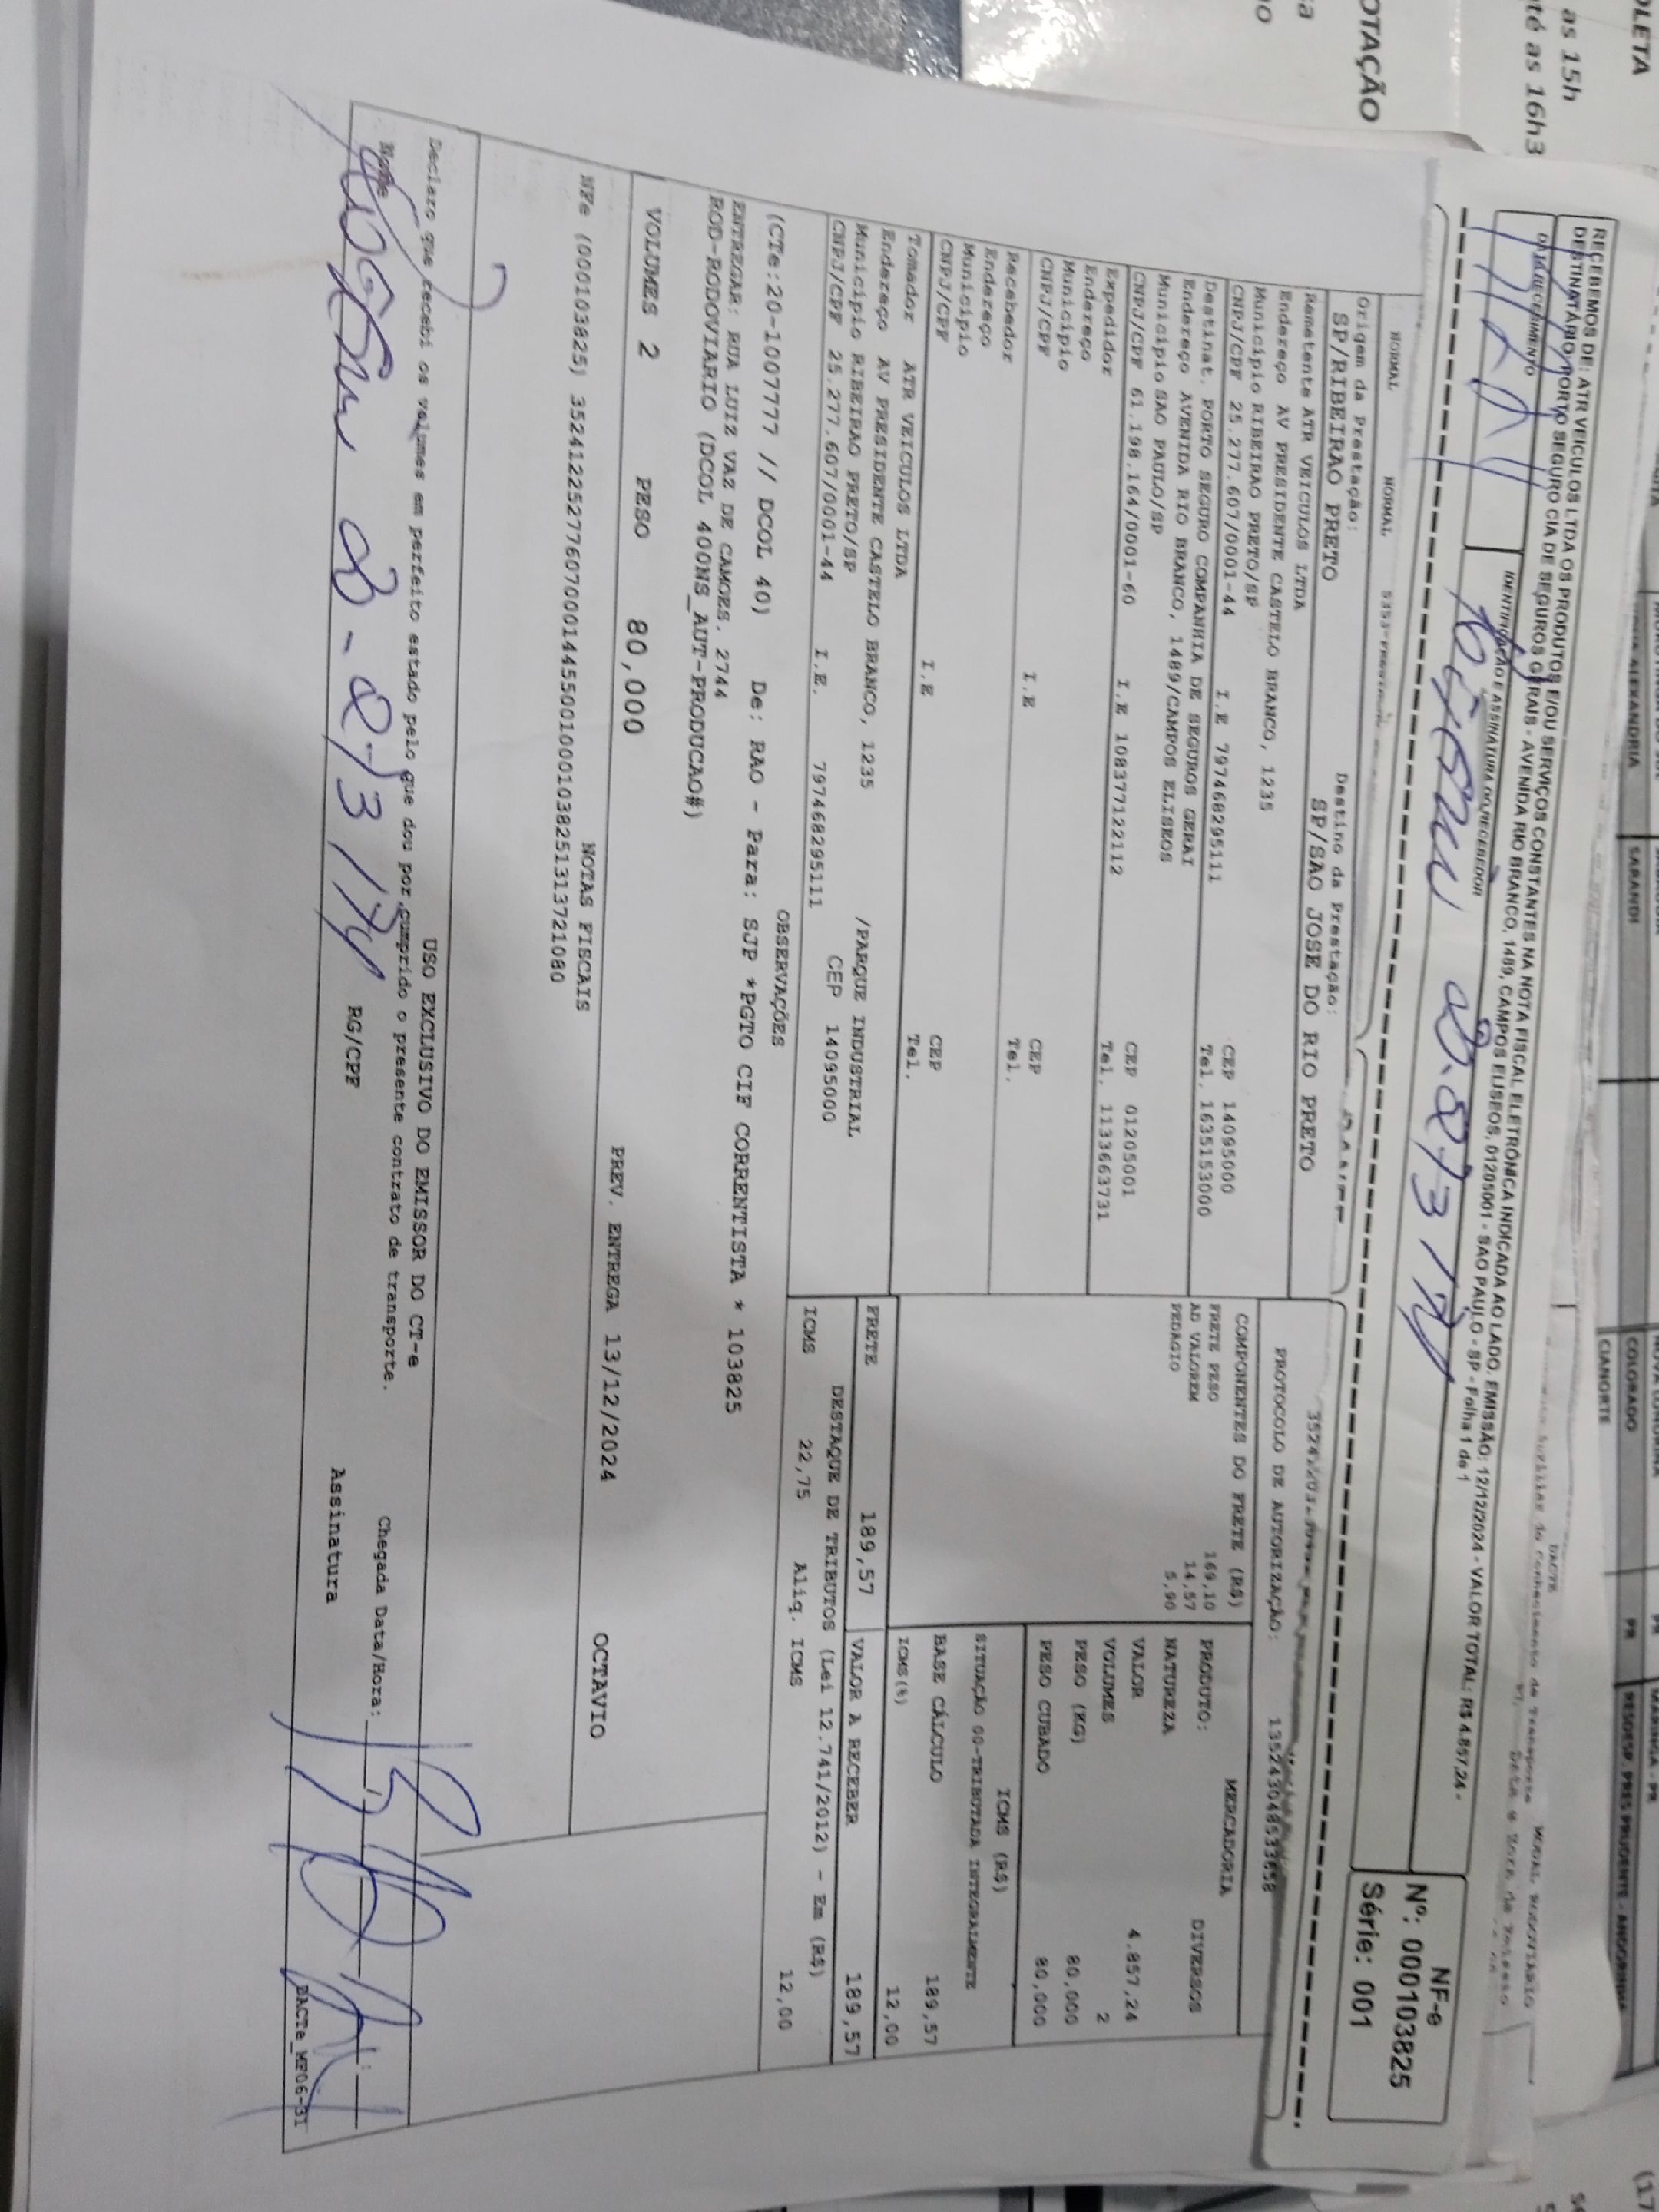 OLETA
as 15h
té as 16h3
OTAÇÃO
ALEXANDRIA
SARANDI
COLORADO
CIANORTE
PR
MARINGA - PR
RECEBEMOS DE: ATR VEICULOS LTDA OS PRODUTOS E/OU SERVIÇOS CONSTANTES NA NOTA FISCAL ELETRÔNICA INDICADA AO LADO. EMISSÃO: 12/12/2024 - VALOR TOTAL: R$ 4.857,24 -
DESTINATÁRIO: PORTO SEGURO CIA DE SEGUROS GERAIS - AVENIDA RIO BRANCO, 1489, CAMPOS ELISEOS, 01205001 - SAO PAULO - SP - Folha 1 de 1
DATA RECEBIMENTO
IDENTIFICAÇÃO E ASSINATURA DO RECEBEDOR
NF-e
Nº: 000103825
Série: 001
NORMAL
NORMAL
Origem da Prestação:
SP/RIBEIRAO PRETO
Destino da Prestação:
SP/SAO JOSE DO RIO PRETO
PROTOCOLO DE AUTORIZAÇÃO:
Remetente ATR VEICULOS LTDA
Endereço AV PRESIDENTE CASTELO BRANCO, 1235
Município RIBEIRAO PRETO/SP
CEP 14095000
CNPJ/CPF 25.277.607/0001-44 I.E 797468295111 Tel. 1635153000
Destinat. PORTO SEGURO COMPANHIA DE SEGUROS GERAI
Endereço AVENIDA RIO BRANCO, 1489/CAMPOS ELISEOS
Município SAO PAULO/SP
CEP 01205001
CNPJ/CPF 61.198.164/0001-60 I.E 108377122112 Tel. 1133663731
Expedidor
Endereço
Município
CEP
CNPJ/CPF I.E Tel.
Recebedor
Endereço
Município
CEP
CNPJ/CPF I.E Tel.
Tomador ATR VEICULOS LTDA
Endereço AV PRESIDENTE CASTELO BRANCO, 1235 /PARQUE INDUSTRIAL
Município RIBEIRAO PRETO/SP CEP 14095000
CNPJ/CPF 25.277.607/0001-44 I.E. 797468295111
COMPONENTES DO FRETE (R$)
FRETE PESO 169,10
AD VALOREM 14,57
PEDAGIO 5,90
MERCADORIA
PRODUTO: DIVERSOS
NATUREZA
VALOR 4.857,24
VOLUMES 2
PESO (KG) 80,000
PESO CUBADO 80,000
ICMS (R$)
SITUAÇÃO 00-TRIBUTADA INTEGRALMENTE
BASE CÁLCULO 189,57
ICMS(%) 12,00
FRETE 189,57
VALOR A RECEBER 189,57
DESTAQUE DE TRIBUTOS (Lei 12.741/2012) - Em (R$)
ICMS 22,75 Aliq. ICMS 12,00
OBSERVAÇÕES
(CTe:20-1007777 // DCOL 40) De: RAO - Para: SJP *PGTO CIF CORRENTISTA * 103825
ENTREGAR: RUA LUIZ VAZ DE CAMOES. 2744
ROD-RODOVIARIO (DCOL 400NS_AUT-PRODUCAO#)
VOLUMES 2 PESO 80,000 PREV. ENTREGA 13/12/2024 OCTAVIO
NOTAS FISCAIS
NFe (000103825) 35241225277607000144550010001038251313721080
USO EXCLUSIVO DO EMISSOR DO CT-e
Declaro que recebi os volumes em perfeito estado pelo que dou por cumprido o presente contrato de transporte.
Chegada Data/Hora:
Nome
RG/CPF
Assinatura
DACTe_MF06-31